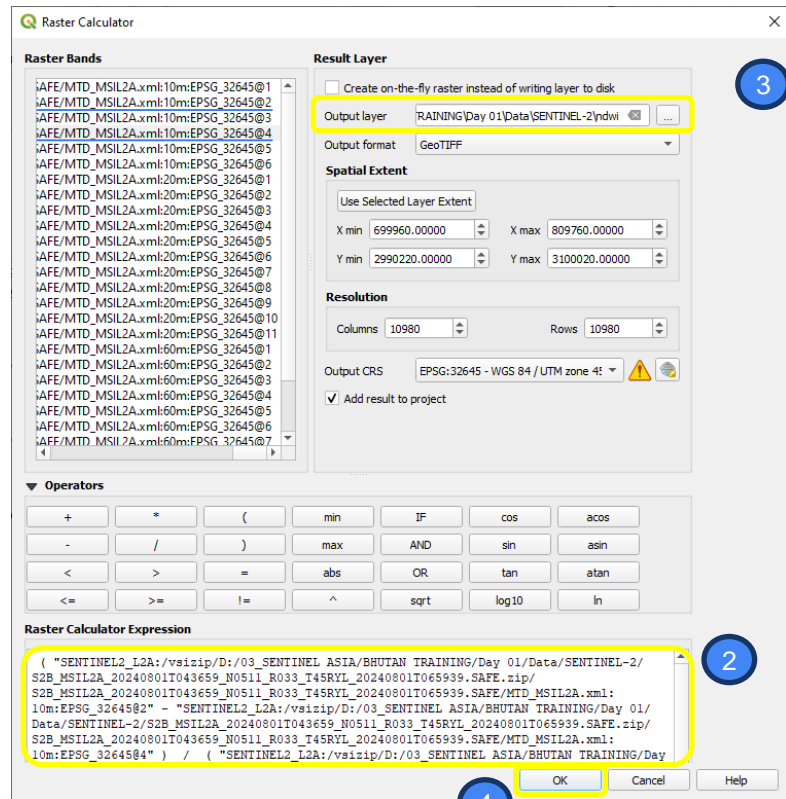 Raster Calculator
Raster Bands
SAFE/MTD_MSIL2A.xml:10m:EPSG_32645@1
SAFE/MTD_MSIL2A.xml:10m:EPSG_32645@2
SAFE/MTD_MSIL2A.xml:10m:EPSG_32645@3
SAFE/MTD_MSIL2A.xml:10m:EPSG_32645@4
SAFE/MTD_MSIL2A.xml:10m:EPSG_32645@5
SAFE/MTD_MSIL2A.xml:10m:EPSG_32645@6
SAFE/MTD_MSIL2A.xml:20m:EPSG_32645@1
SAFE/MTD_MSIL2A.xml:20m:EPSG_32645@2
SAFE/MTD_MSIL2A.xml:20m:EPSG_32645@3
SAFE/MTD_MSIL2A.xml:20m:EPSG_32645@4
SAFE/MTD_MSIL2A.xml:20m:EPSG_32645@5
SAFE/MTD_MSIL2A.xml:20m:EPSG_32645@6
SAFE/MTD_MSIL2A.xml:20m:EPSG_32645@7
SAFE/MTD_MSIL2A.xml:20m:EPSG_32645@8
SAFE/MTD_MSIL2A.xml:20m:EPSG_32645@9
SAFE/MTD_MSIL2A.xml:20m:EPSG_32645@10
SAFE/MTD_MSIL2A.xml:20m:EPSG_32645@11
SAFE/MTD_MSIL2A.xml:60m:EPSG_32645@1
SAFE/MTD_MSIL2A.xml:60m:EPSG_32645@2
SAFE/MTD_MSIL2A.xml:60m:EPSG_32645@3
SAFE/MTD_MSIL2A.xml:60m:EPSG_32645@4
SAFE/MTD_MSIL2A.xml:60m:EPSG_32645@5
SAFE/MTD_MSIL2A.xml:60m:EPSG_32645@6
SAFE/MTD_MSIL2A.xml:60m:EPSG_32645@7
Result Layer
Create on-the-fly raster instead of writing layer to disk
3
Output layer TRAINING\Day 01\Data\SENTINEL-2\ndwi ...
Output format GeoTIFF
Spatial Extent
Use Selected Layer Extent
X min 699960.00000 X max 809760.00000
Y min 2990220.00000 Y max 3100020.00000
Resolution
Columns 10980 Rows 10980
Output CRS EPSG:32645 - WGS 84 / UTM zone 45
Add result to project
Operators
+ * ( min IF cos acos
- / ) max AND sin asin
< > = abs OR tan atan
<= >= != ^ sqrt log10 ln
Raster Calculator Expression
2
( "SENTINEL2_L2A:/vsizip/D:/03_SENTINEL ASIA/BHUTAN TRAINING/Day 01/Data/SENTINEL-2/
S2B_MSIL2A_20240801T043659_N0511_R033_T45RYL_20240801T065939.SAFE.zip/
S2B_MSIL2A_20240801T043659_N0511_R033_T45RYL_20240801T065939.SAFE/MTD_MSIL2A.xml:
10m:EPSG_32645@2" - "SENTINEL2_L2A:/vsizip/D:/03_SENTINEL ASIA/BHUTAN TRAINING/Day 01/
Data/SENTINEL-2/S2B_MSIL2A_20240801T043659_N0511_R033_T45RYL_20240801T065939.SAFE.zip/
S2B_MSIL2A_20240801T043659_N0511_R033_T45RYL_20240801T065939.SAFE/MTD_MSIL2A.xml:
10m:EPSG_32645@4" ) / ( "SENTINEL2_L2A:/vsizip/D:/03_SENTINEL ASIA/BHUTAN TRAINING/Day
OK Cancel Help